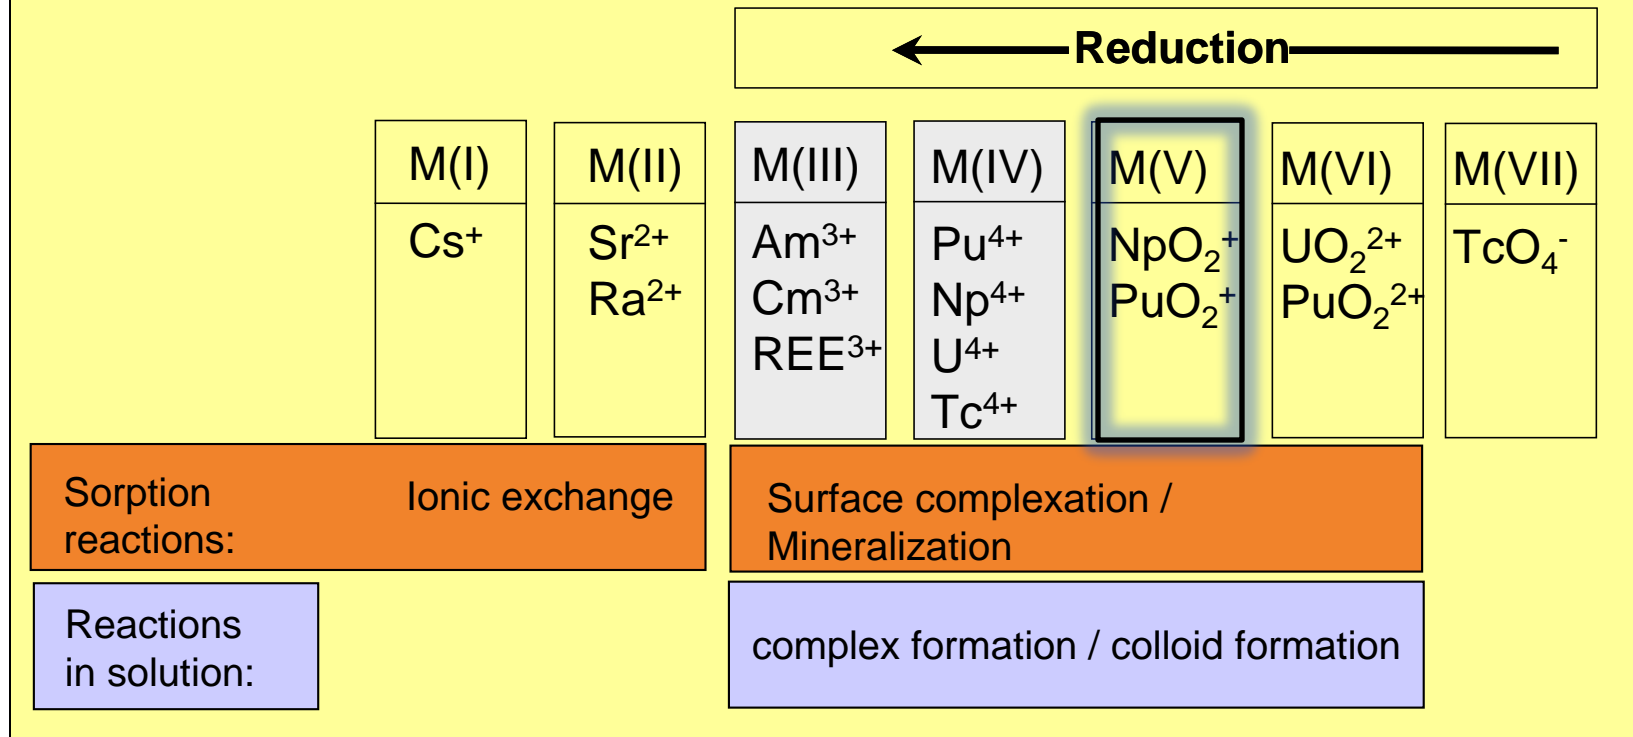 Reduction
M(I)
Cs⁺
M(II)
Sr²⁺
Ra²⁺
M(III)
Am³⁺
Cm³⁺
REE³⁺
M(IV)
Pu⁴⁺
Np⁴⁺
U⁴⁺
Tc⁴⁺
M(V)
NpO₂⁺
PuO₂⁺
M(VI)
UO₂²⁺
PuO₂²⁺
M(VII)
TcO₄⁻
Sorption
reactions:
Ionic exchange
Surface complexation /
Mineralization
Reactions
in solution:
complex formation / colloid formation